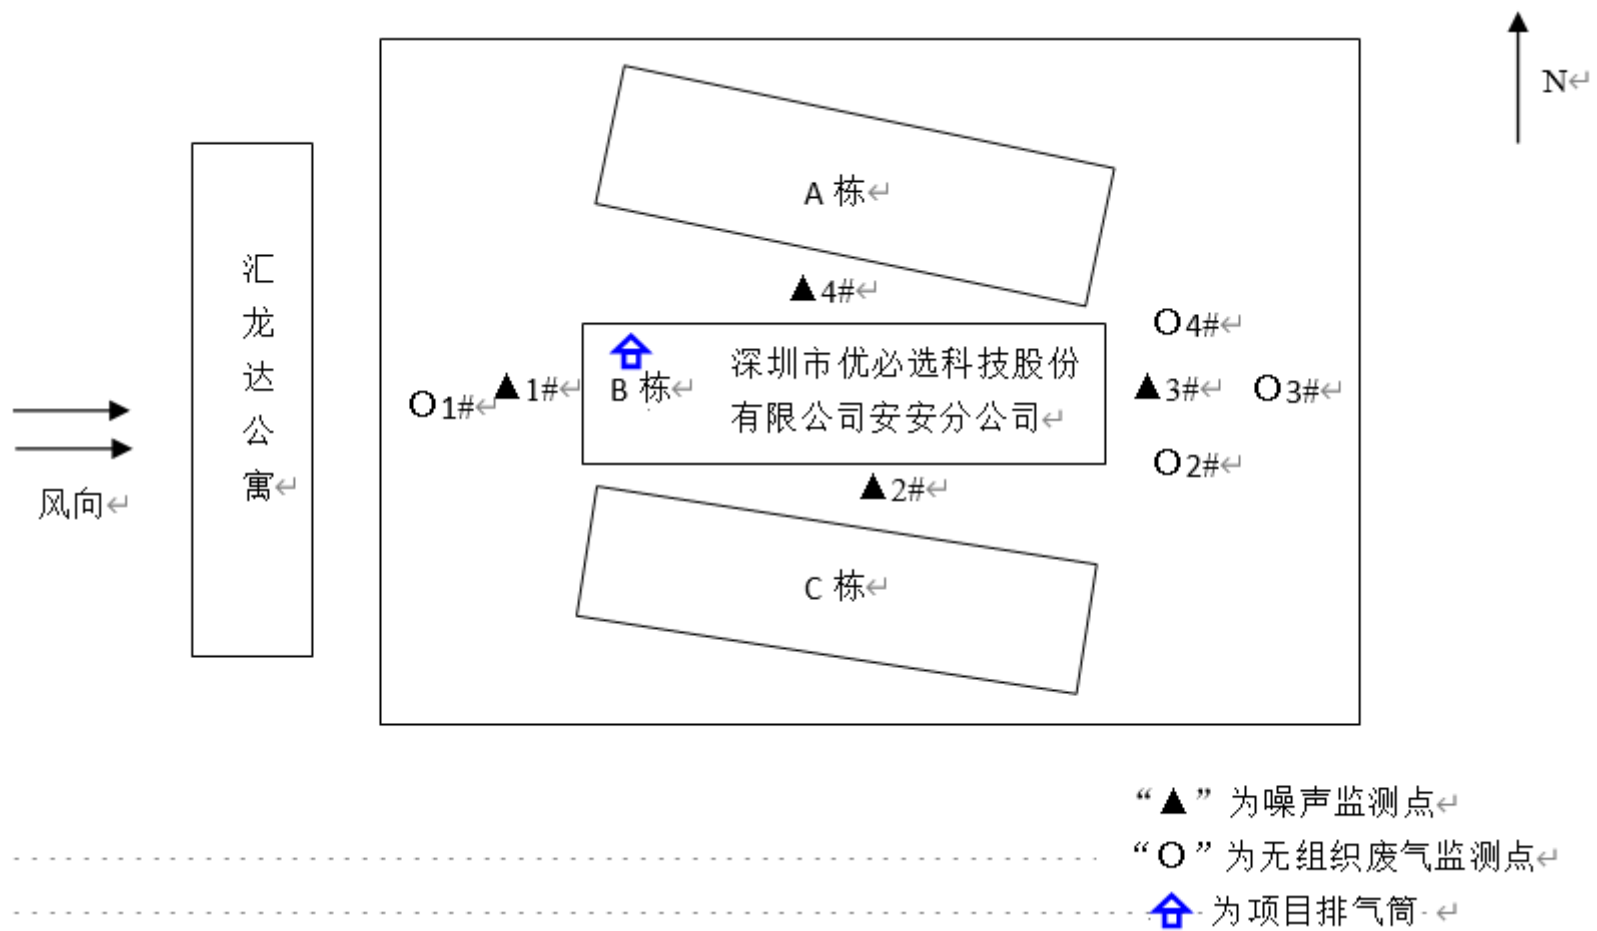 N↵
A 栋↵
汇龙达公寓↵
▲4#↵
O4#↵
深圳市优必选科技股份
有限公司安安分公司↵
B 栋↵
O1#↵
▲1#↵
▲3#↵
O3#↵
O2#↵
▲2#↵
风向↵
C 栋↵
“▲”为噪声监测点↵
“O”为无组织废气监测点↵
为项目排气筒↵